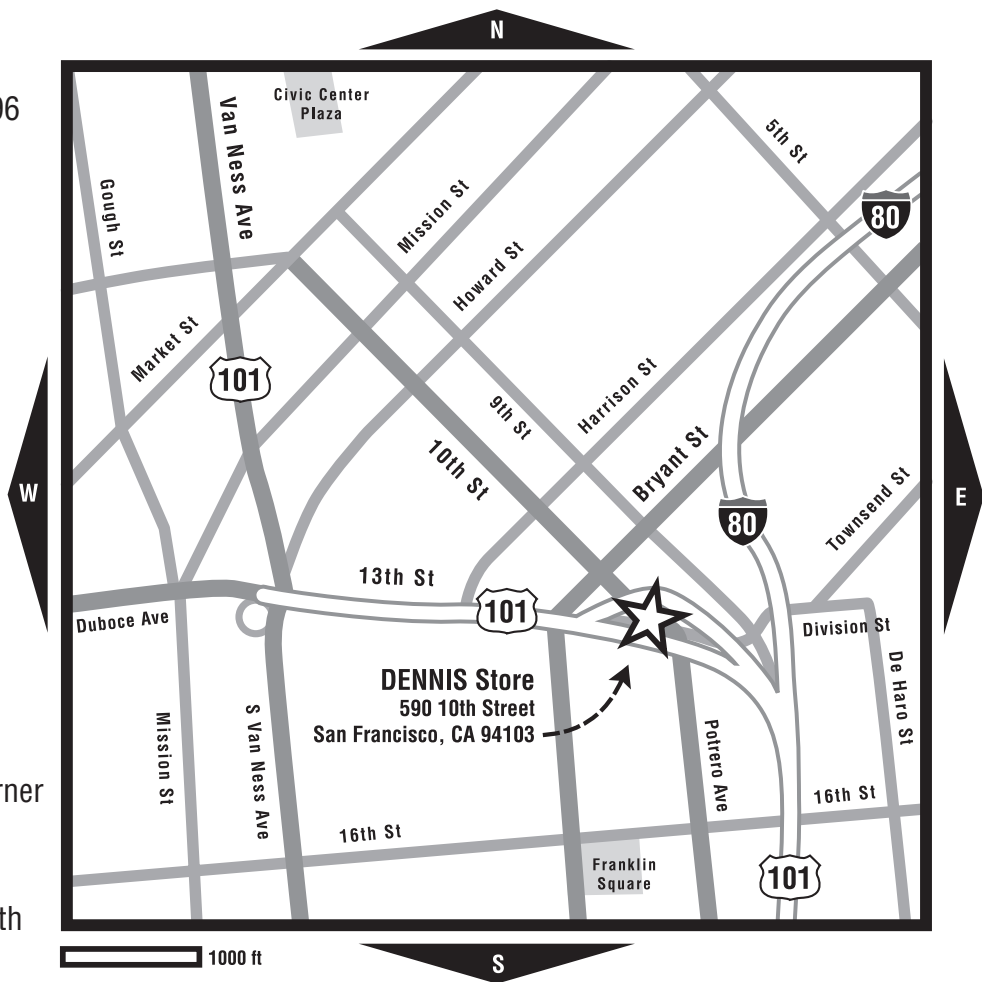 N
96
Civic Center
Plaza
Van Ness Ave
5th St
Gough St
Mission St
80
Howard St
Market St
101
Harrison St
9th St
10th St
Bryant St
W
E
80
Townsend St
13th St
101
Duboce Ave
Division St
DENNIS Store
590 10th Street
San Francisco, CA 94103
De Haro St
Mission St
S Van Ness Ave
Potrero Ave
rner
16th St
16th St
Franklin
Square
101
th
1000 ft
S